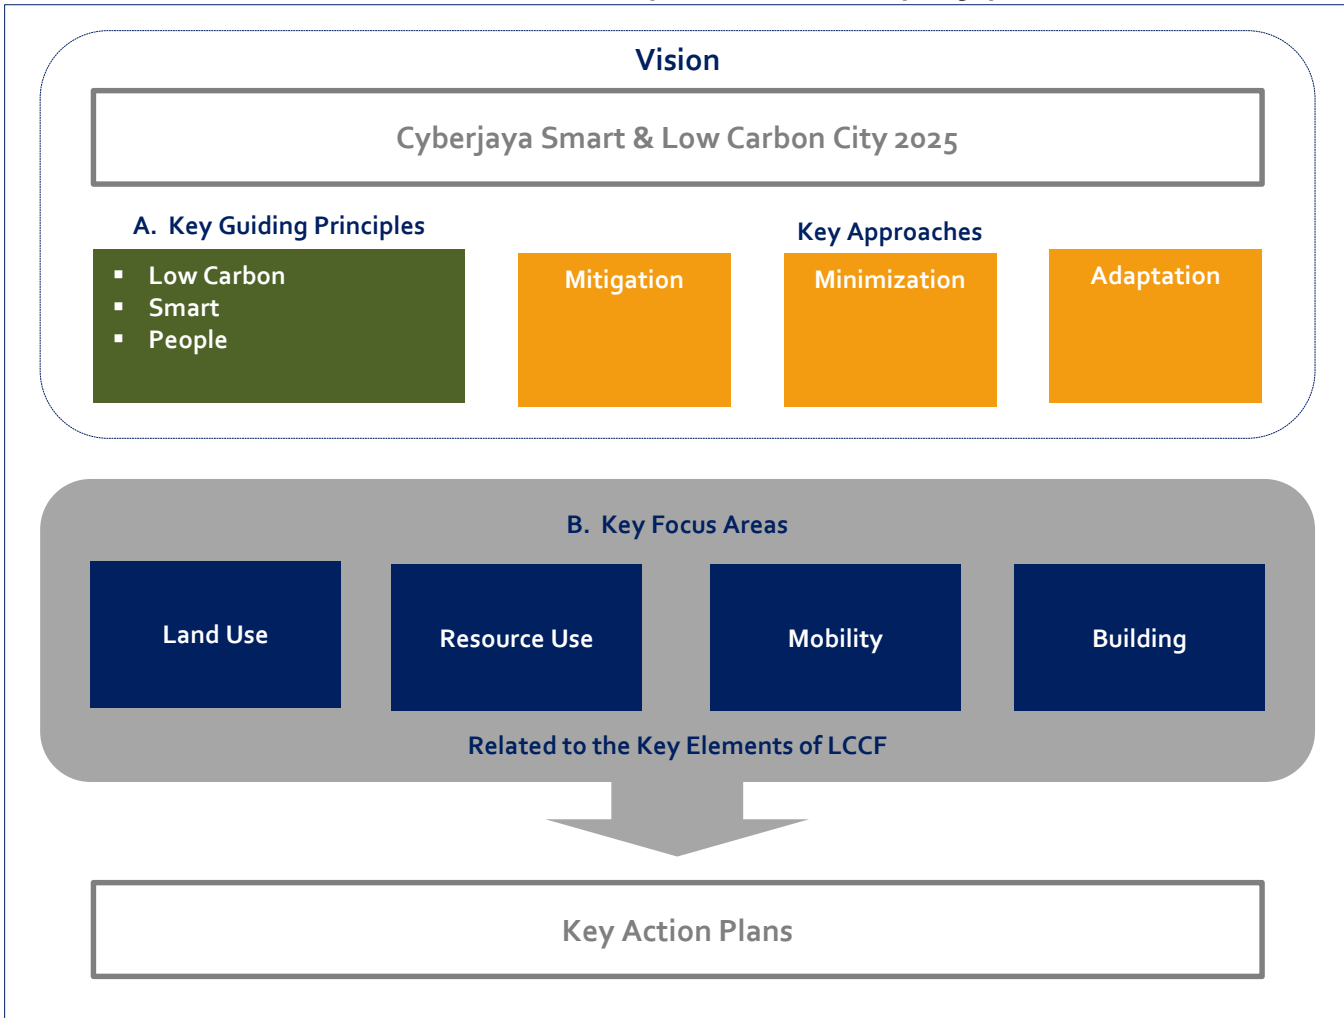 Vision
Cyberjaya Smart & Low Carbon City 2025
A. Key Guiding Principles
▪ Low Carbon
▪ Smart
▪ People
Key Approaches
Mitigation
Minimization
Adaptation
B. Key Focus Areas
Land Use
Resource Use
Mobility
Building
Related to the Key Elements of LCCF
Key Action Plans